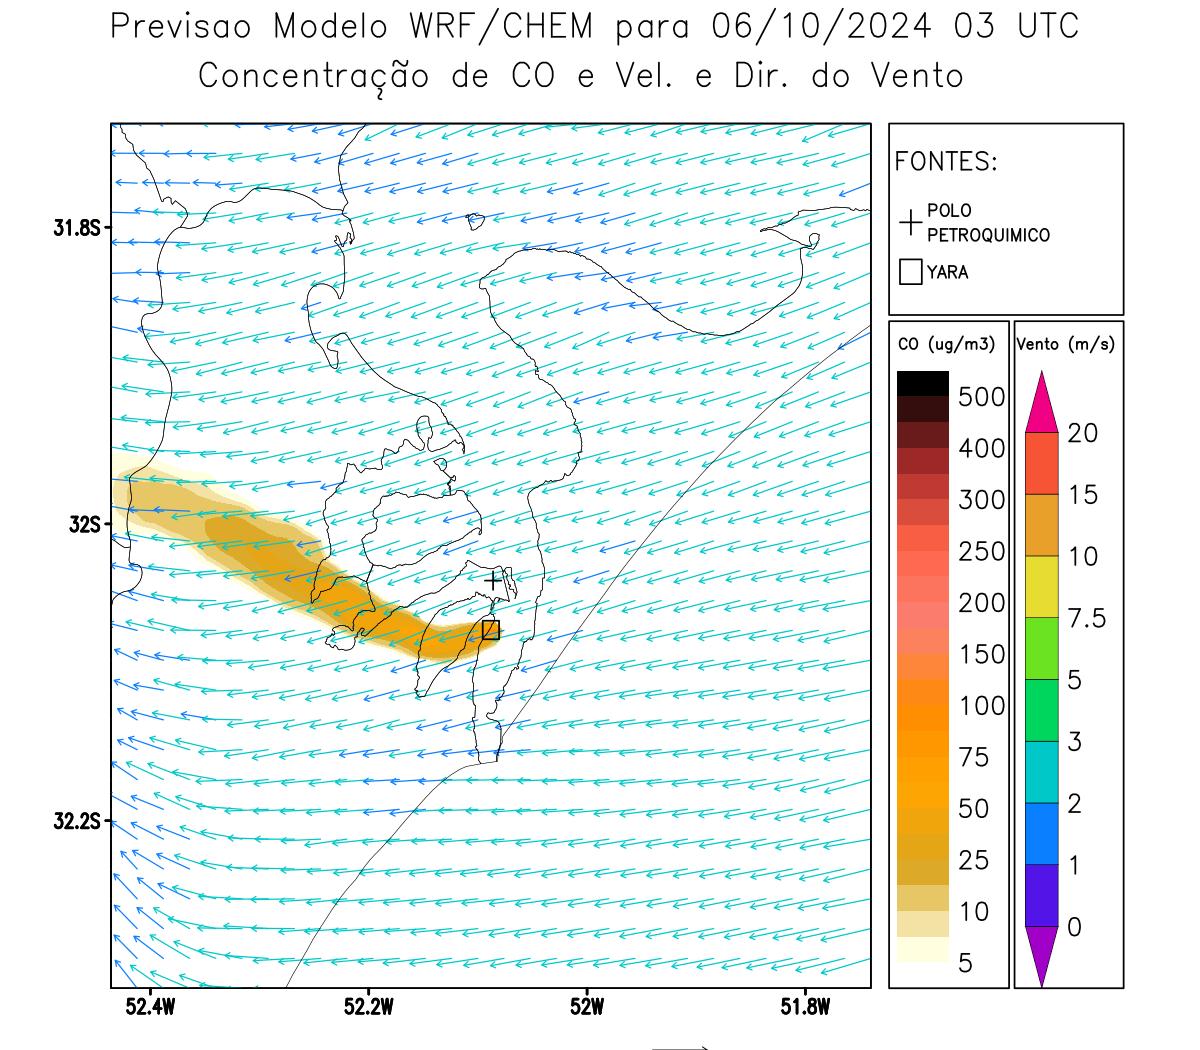 Previsao Modelo WRF/CHEM para 06/10/2024 03 UTC
Concentração de CO e Vel. e Dir. do Vento
FONTES:
POLO
PETROQUIMICO
YARA
CO (ug/m3)
500
400
300
250
200
150
100
75
50
25
10
5
Vento (m/s)
20
15
10
7.5
5
3
2
1
0
31.8S
32S
32.2S
52.4W
52.2W
52W
51.8W